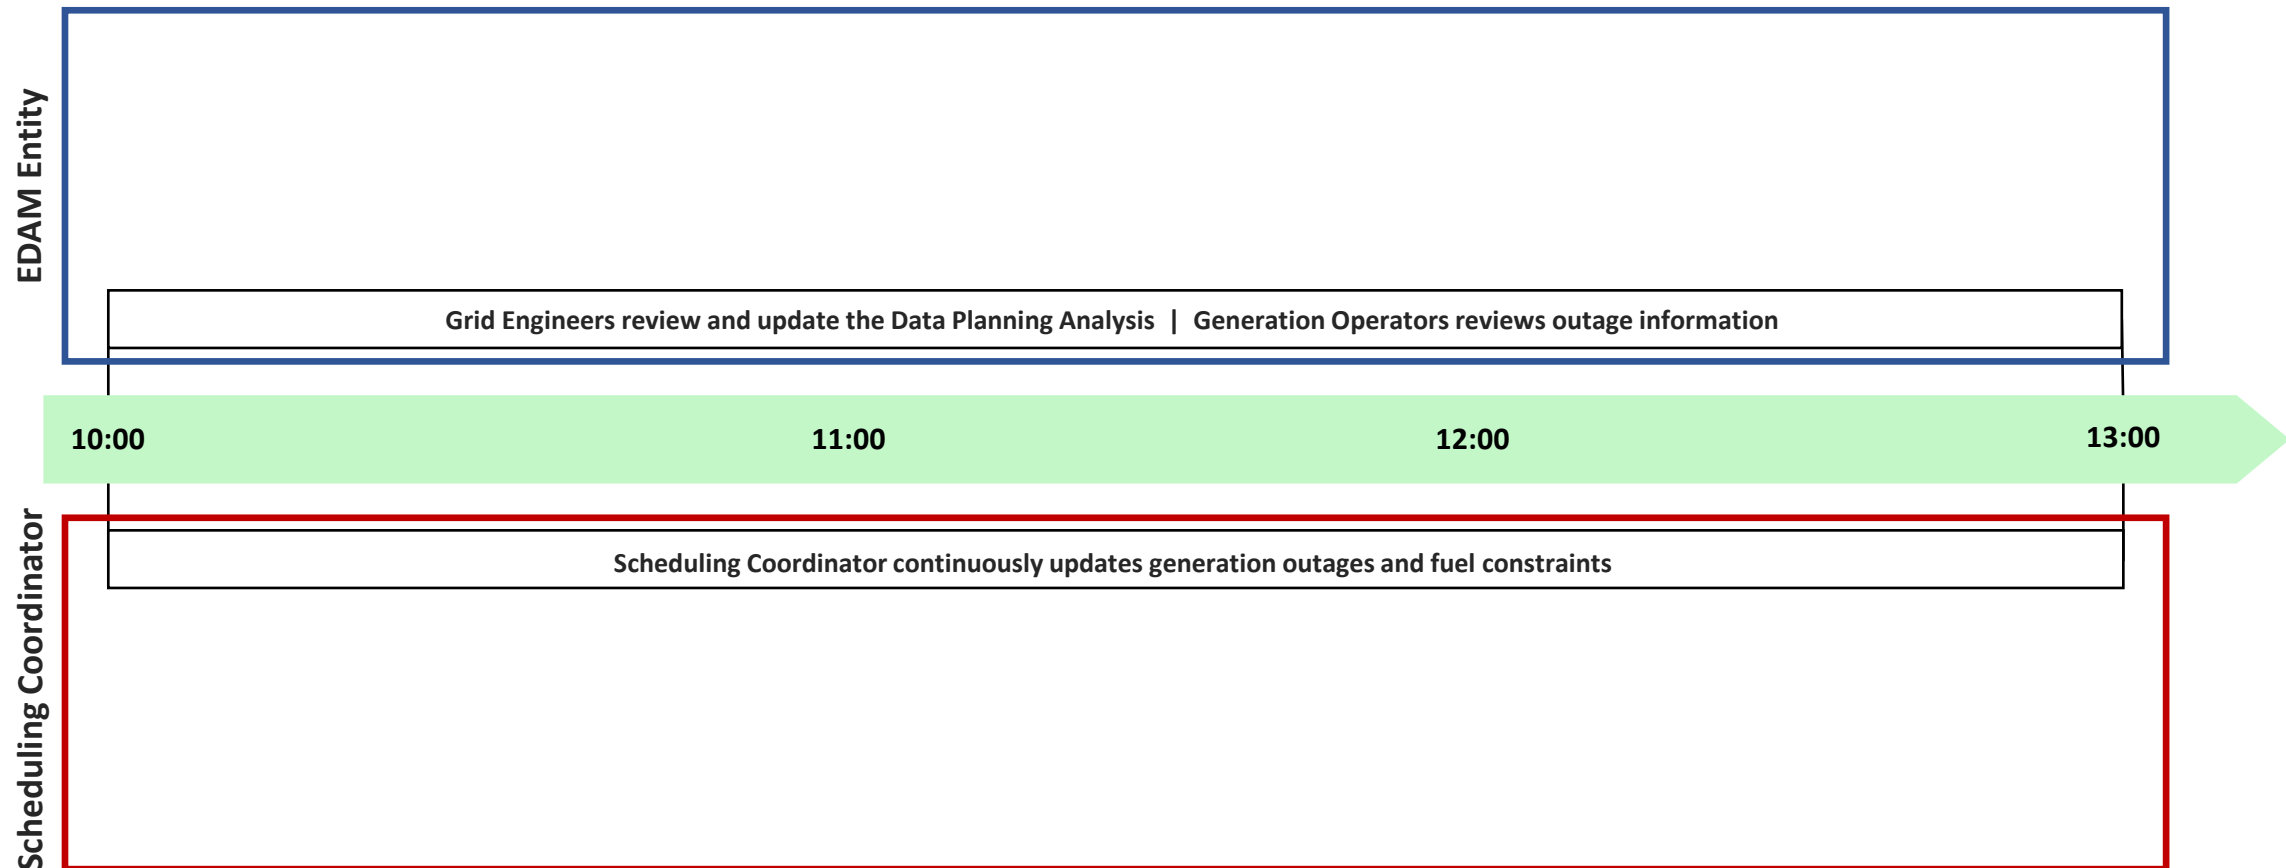 EDAM Entity
Grid Engineers review and update the Data Planning Analysis | Generation Operators reviews outage information
10:00
11:00
12:00
13:00
Scheduling Coordinator
Scheduling Coordinator continuously updates generation outages and fuel constraints